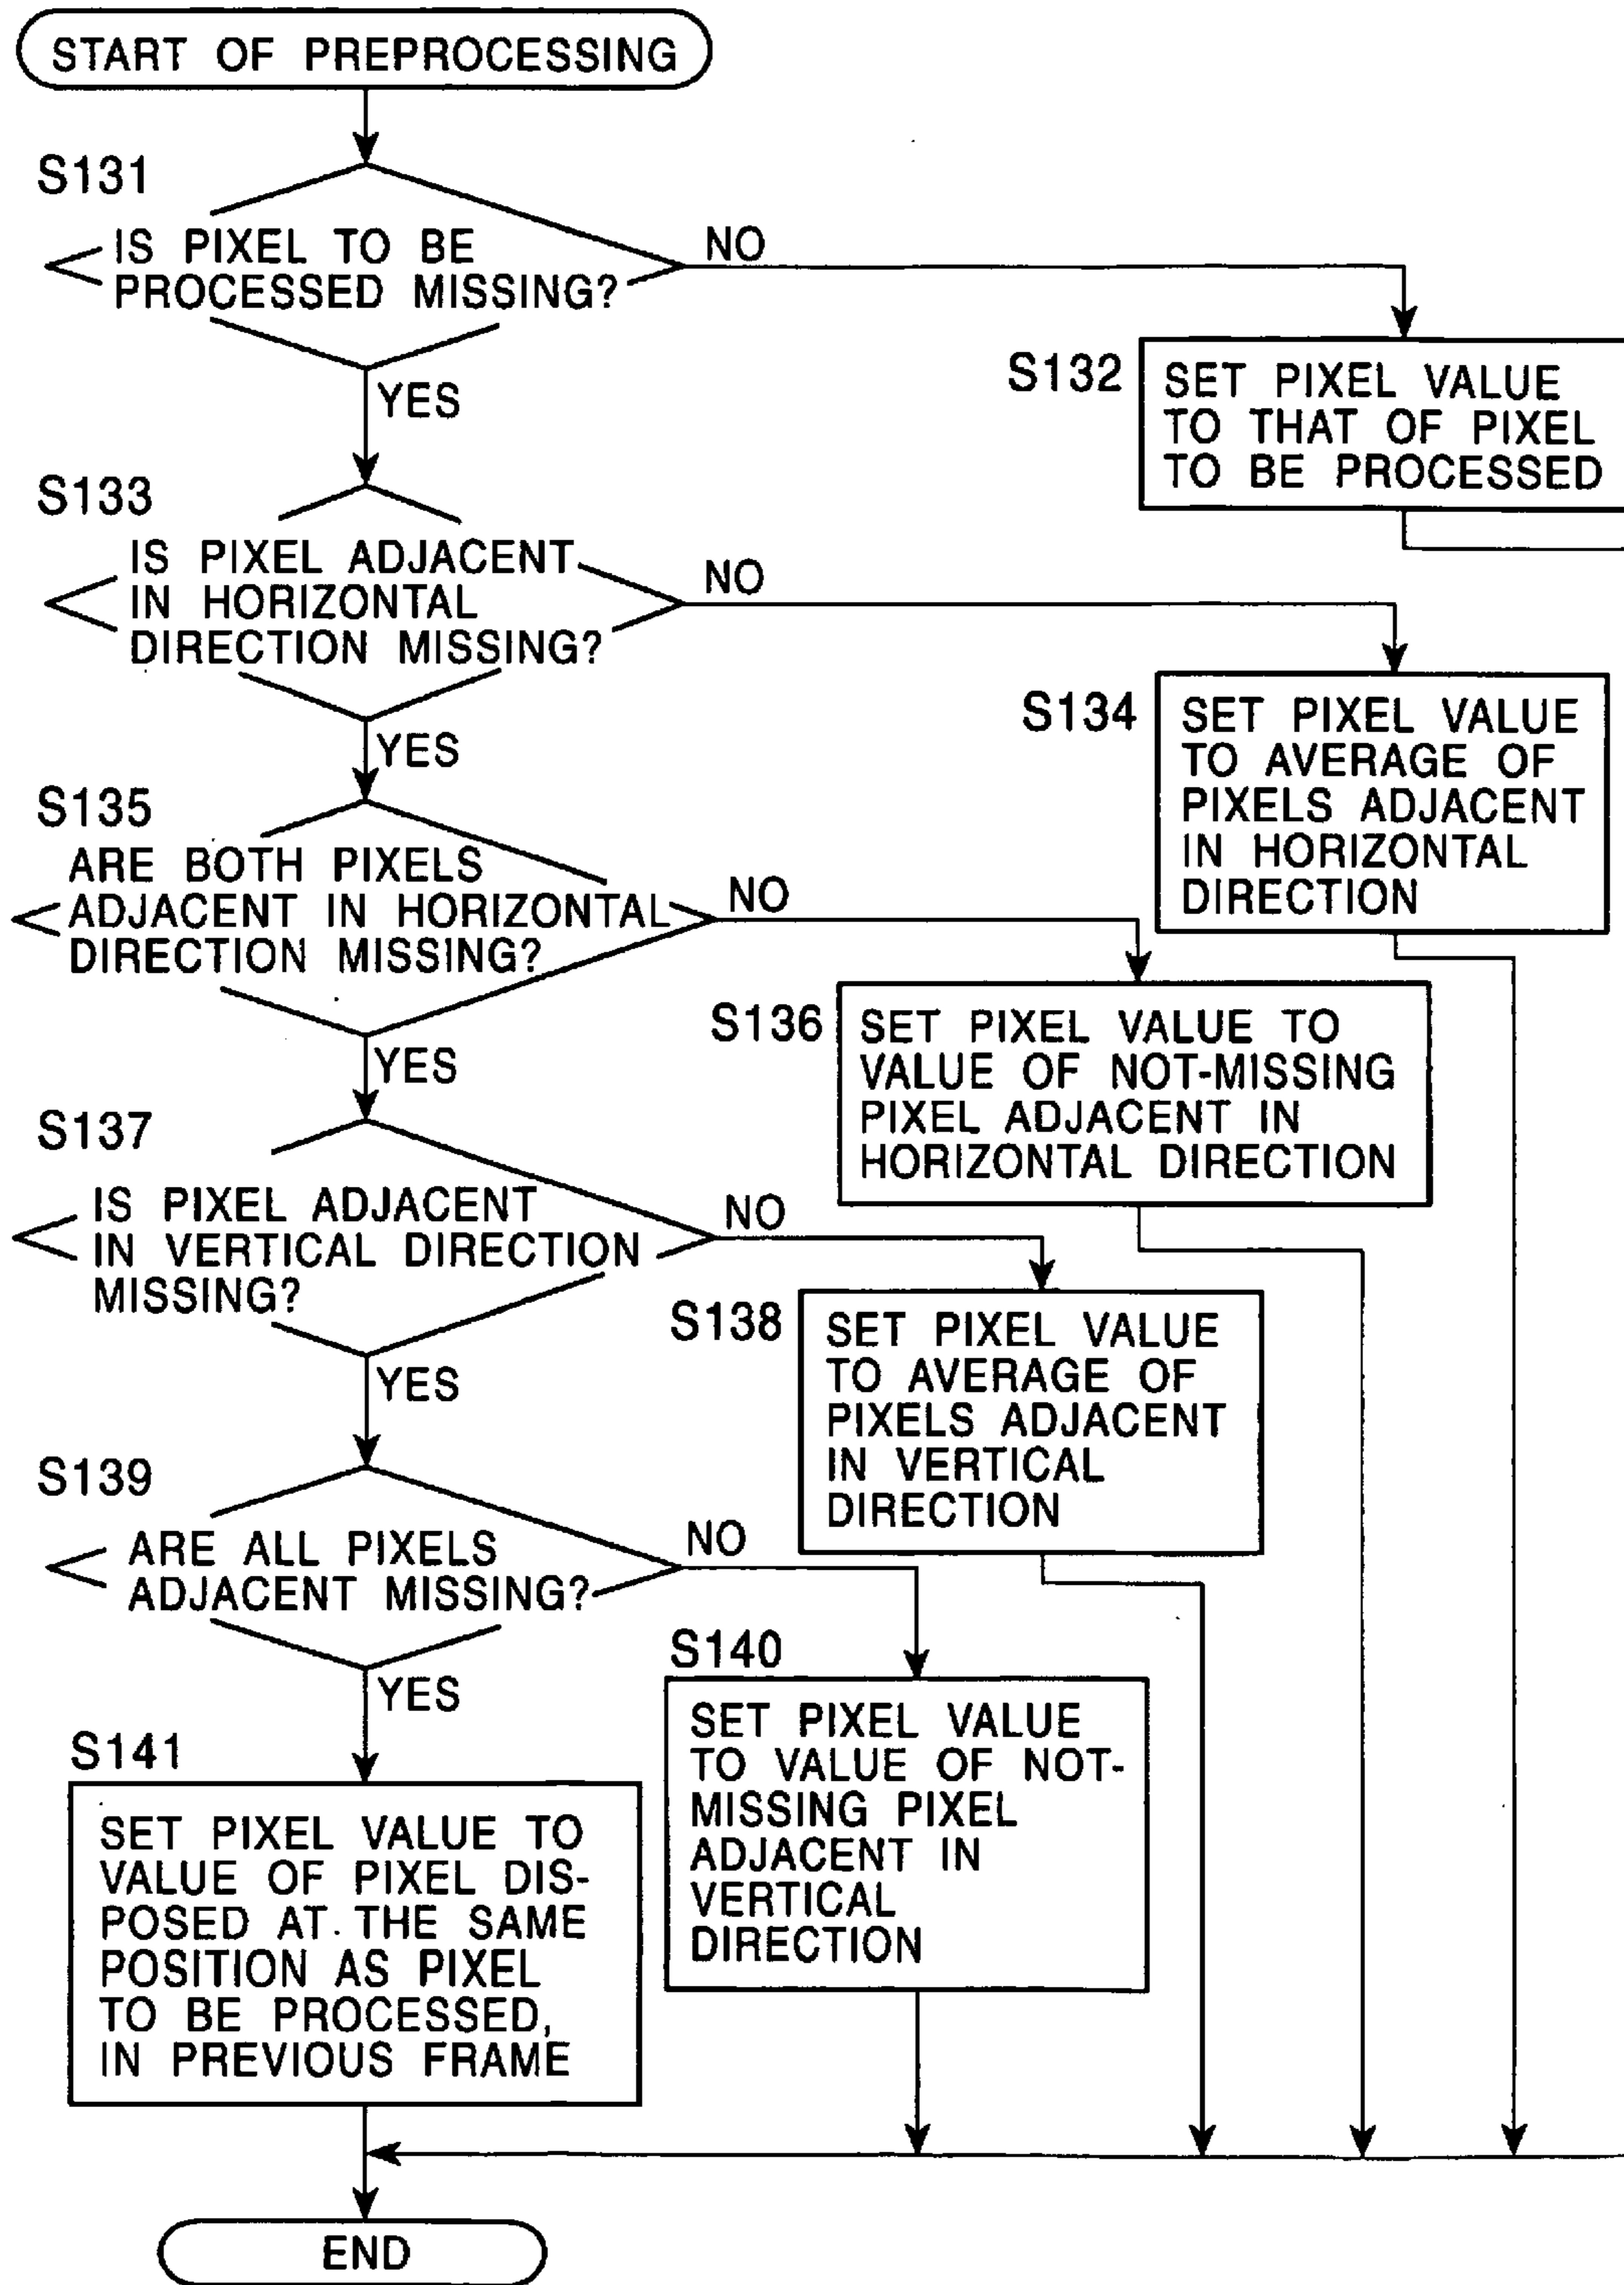 START OF PREPROCESSING
S131
IS PIXEL TO BE
PROCESSED MISSING?
NO
YES
S132
SET PIXEL VALUE
TO THAT OF PIXEL
TO BE PROCESSED
S133
IS PIXEL ADJACENT
IN HORIZONTAL
DIRECTION MISSING?
NO
YES
S134
SET PIXEL VALUE
TO AVERAGE OF
PIXELS ADJACENT
IN HORIZONTAL
DIRECTION
S135
ARE BOTH PIXELS
ADJACENT IN HORIZONTAL
DIRECTION MISSING?
NO
YES
S136
SET PIXEL VALUE TO
VALUE OF NOT-MISSING
PIXEL ADJACENT IN
HORIZONTAL DIRECTION
S137
IS PIXEL ADJACENT
IN VERTICAL DIRECTION
MISSING?
NO
YES
S138
SET PIXEL VALUE
TO AVERAGE OF
PIXELS ADJACENT
IN VERTICAL
DIRECTION
S139
ARE ALL PIXELS
ADJACENT MISSING?
NO
YES
S140
SET PIXEL VALUE
TO VALUE OF NOT-
MISSING PIXEL
ADJACENT IN
VERTICAL
DIRECTION
S141
SET PIXEL VALUE TO
VALUE OF PIXEL DIS-
POSED AT THE SAME
POSITION AS PIXEL
TO BE PROCESSED,
IN PREVIOUS FRAME
END